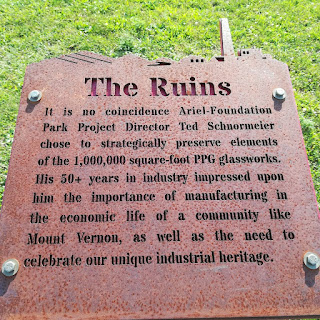 The Ruins
It is no coincidence Ariel-Foundation
Park Project Director Ted Schnormeier
chose to strategically preserve elements
of the 1,000,000 square-foot PPG glassworks.
His 50+ years in industry impressed upon
him the importance of manufacturing in
the economic life of a community like
Mount Vernon, as well as the need to
celebrate our unique industrial heritage.